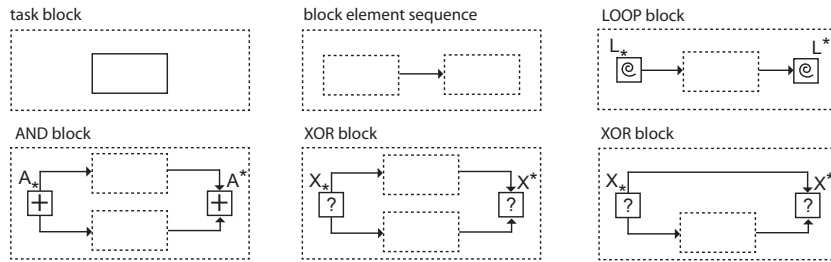 task block
block element sequence
LOOP block
L* L*
AND block
XOR block
XOR block
A* A*
+ +
X* X*
? ?
X* X*
? ?